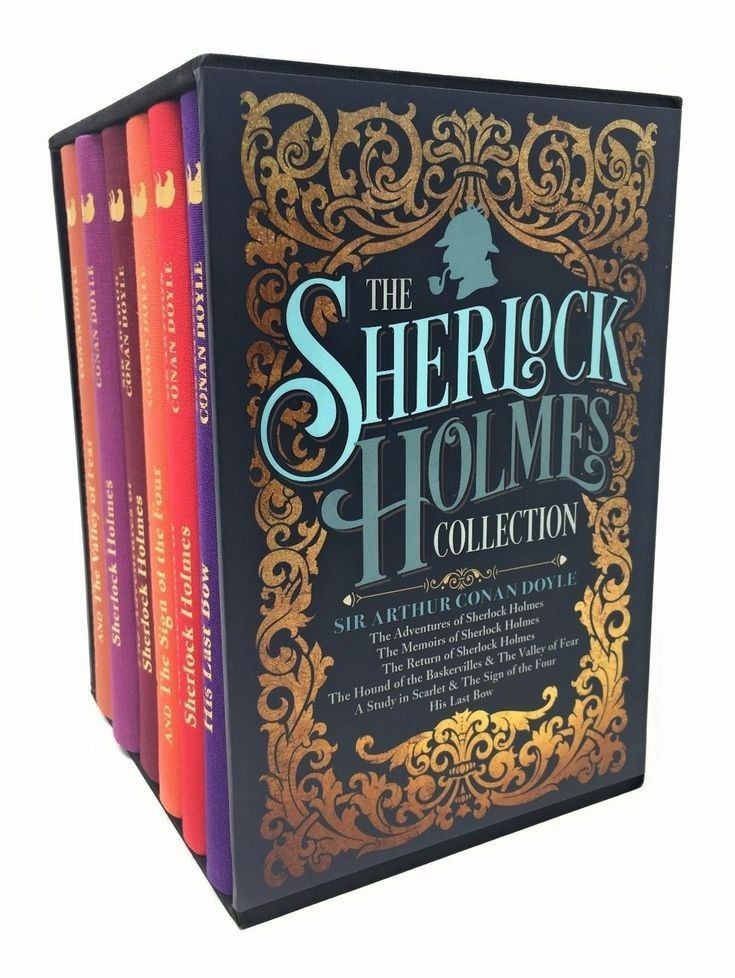 THE
SHERLOCK
HOLMES
COLLECTION
SIR ARTHUR CONAN DOYLE
The Adventures of Sherlock Holmes
The Memoirs of Sherlock Holmes
The Return of Sherlock Holmes
The Hound of the Baskervilles & The Valley of Fear
A Study in Scarlet & The Sign of the Four
His Last Bow
CONAN DOYLE
AND The Valley of Fear
CONAN DOYLE
Sherlock Holmes
CONAN DOYLE
Sherlock Holmes
CONAN DOYLE
AND The Sign of the Four
CONAN DOYLE
Sherlock Holmes
CONAN DOYLE
His Last Bow